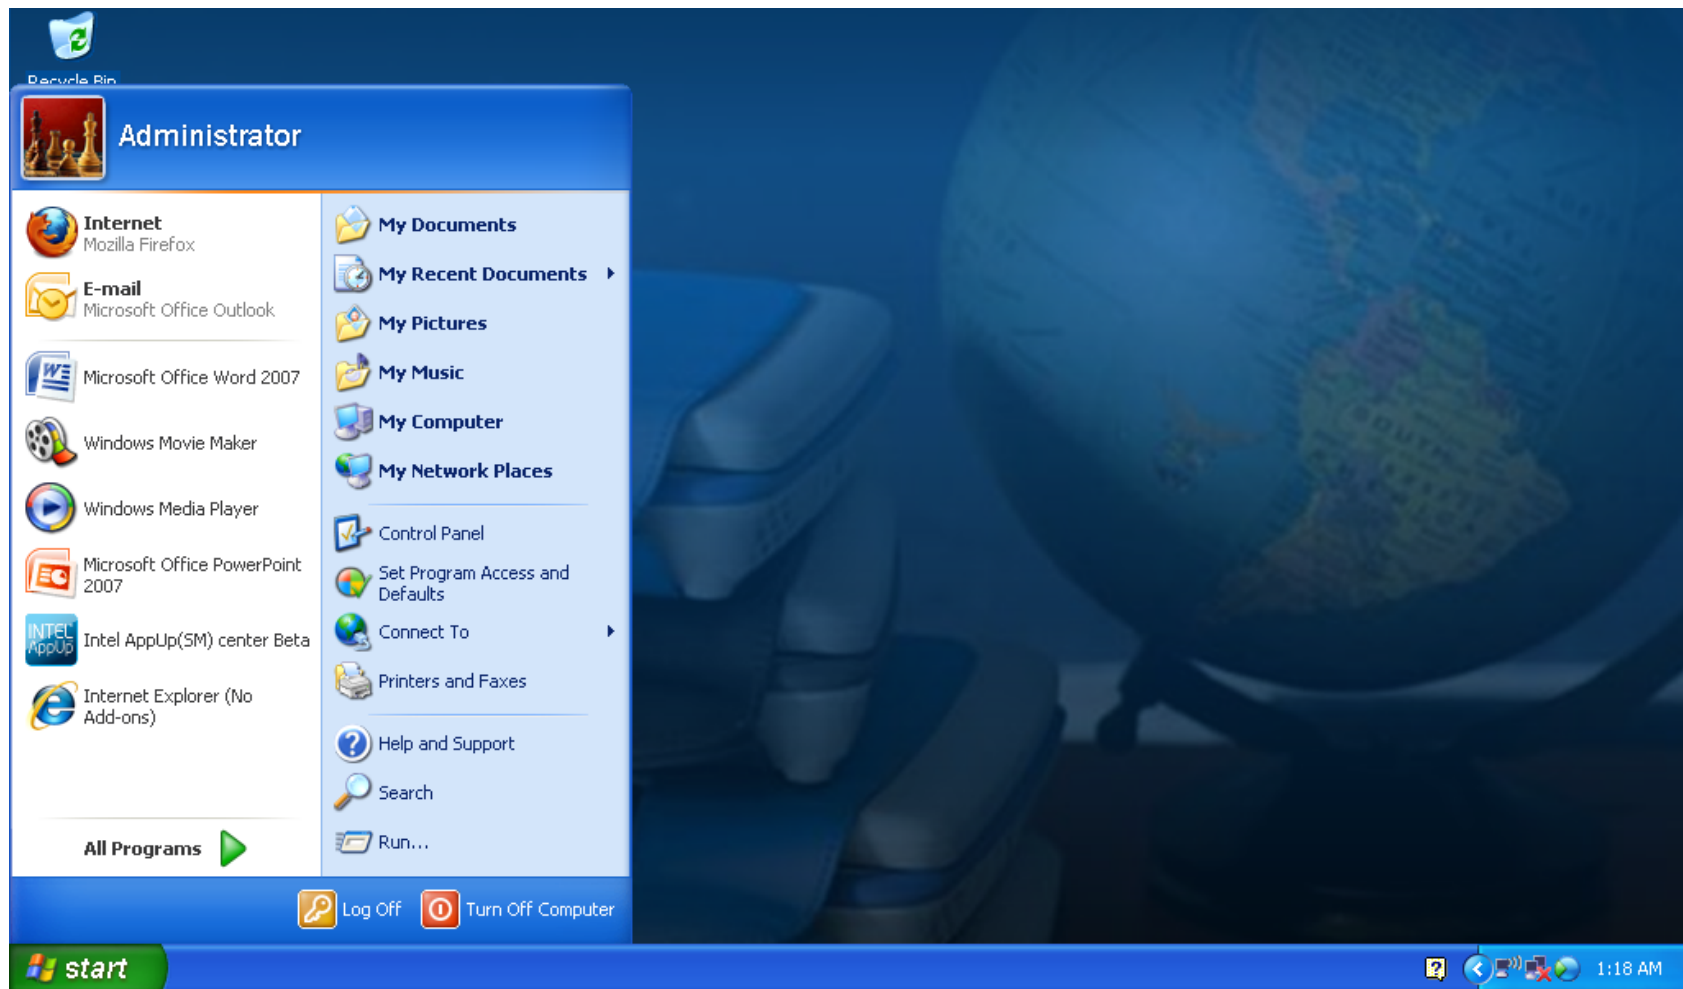 Recycle Bin
Administrator
Internet
Mozilla Firefox
E-mail
Microsoft Office Outlook
Microsoft Office Word 2007
Windows Movie Maker
Windows Media Player
Microsoft Office PowerPoint
2007
INTEL
AppUp
Intel AppUp(SM) center Beta
Internet Explorer (No
Add-ons)
All Programs
My Documents
My Recent Documents
My Pictures
My Music
My Computer
My Network Places
Control Panel
Set Program Access and
Defaults
Connect To
Printers and Faxes
Help and Support
Search
Run...
Log Off
Turn Off Computer
SOUTH
start
1:18 AM